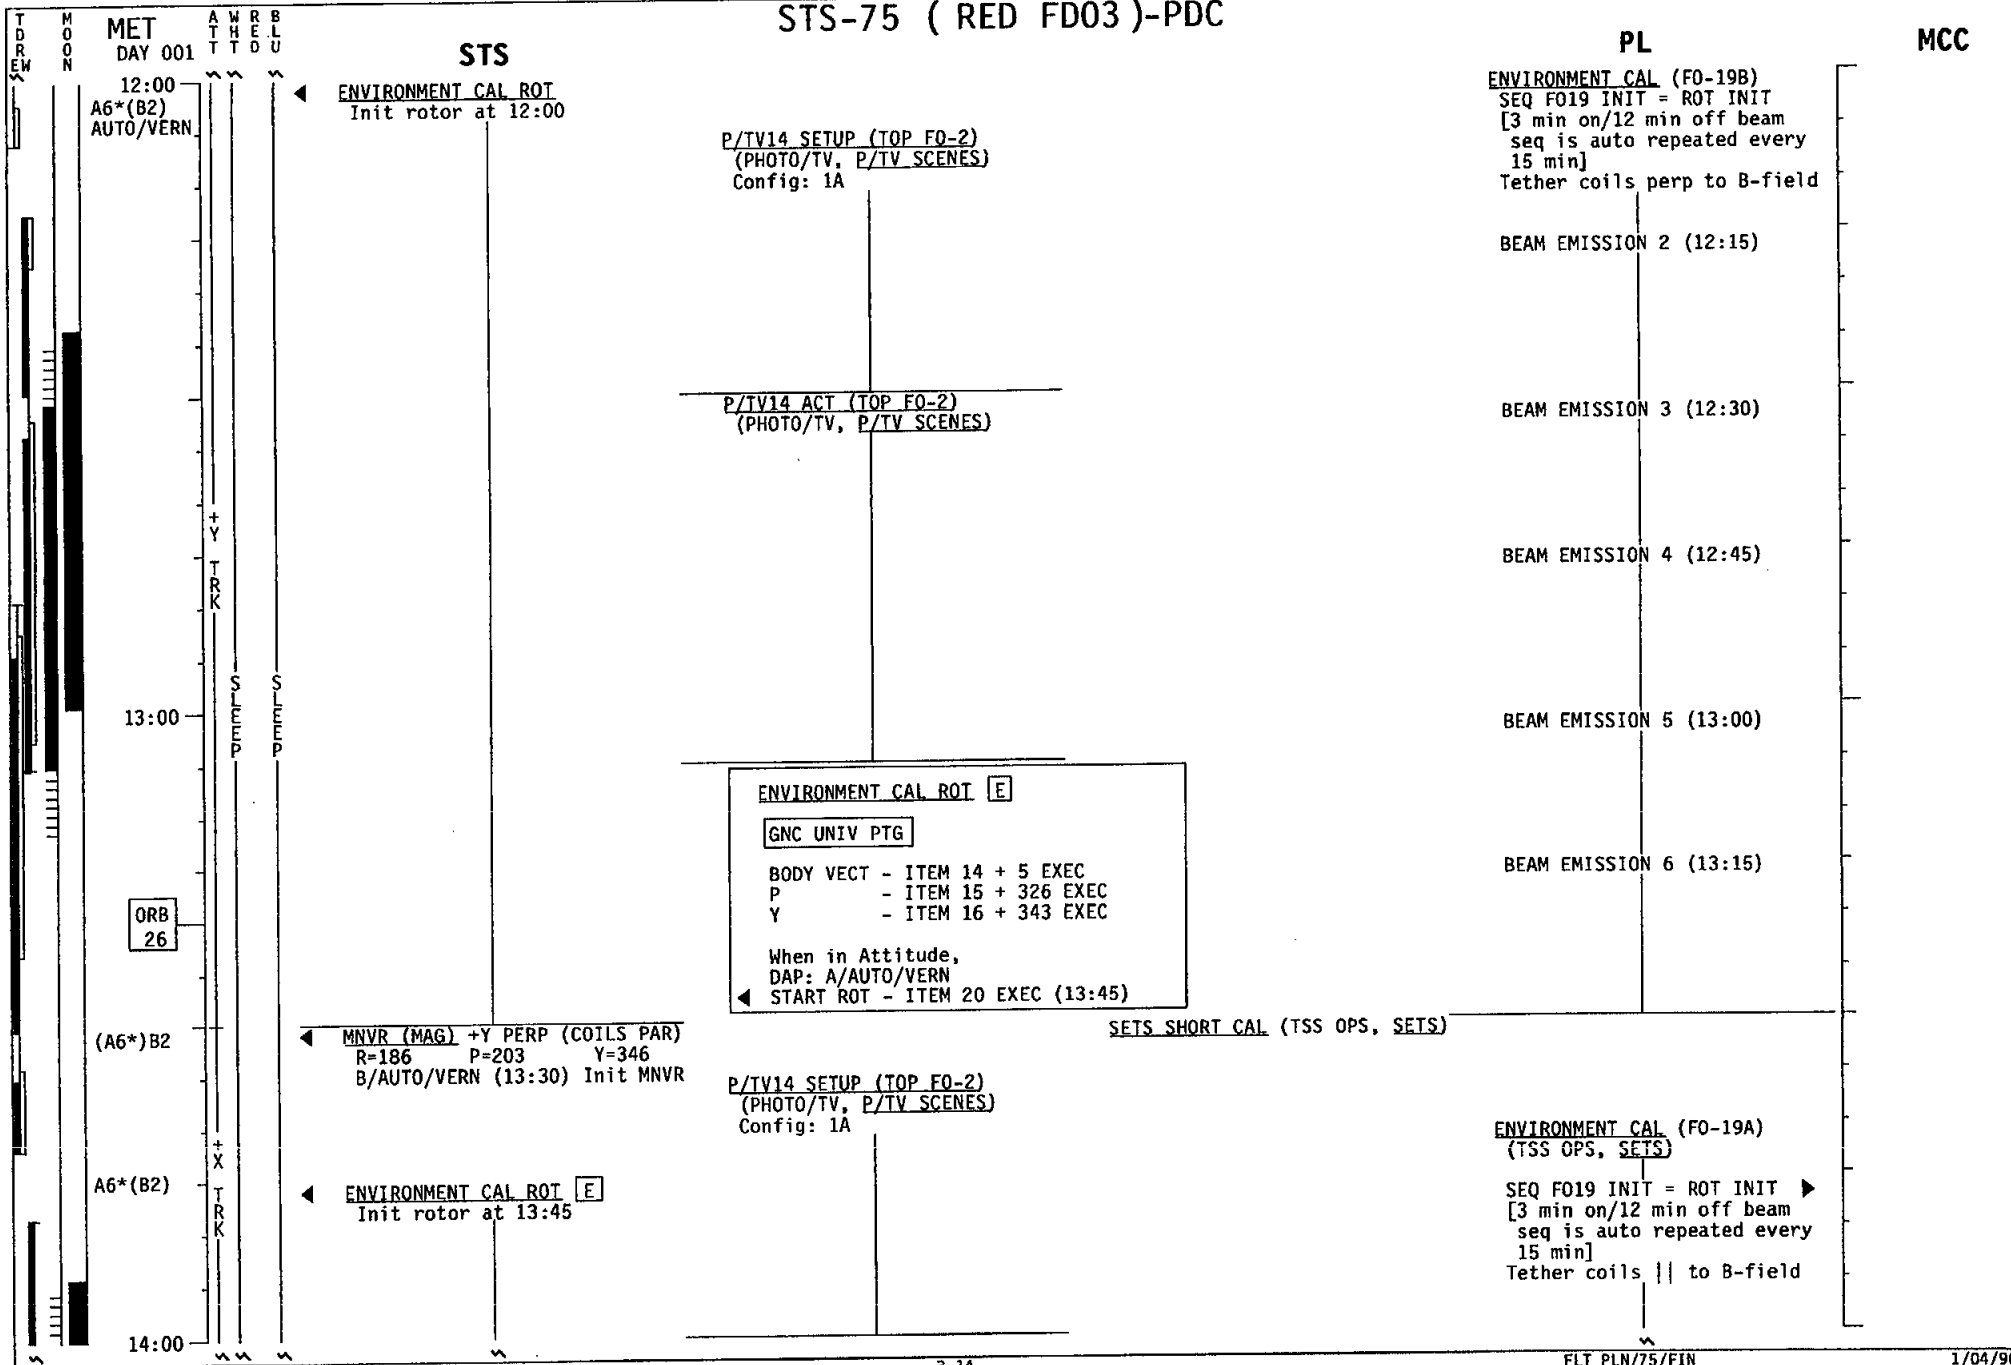 STS-75 ( RED FD03 )-PDC
TDRE W
MOON
MET
DAY 001
ATT
WHT
RED
BLU
STS
PL
MCC
12:00
A6*(B2)
AUTO/VERN
ENVIRONMENT CAL ROT
Init rotor at 12:00
P/TV14 SETUP (TOP FO-2)
(PHOTO/TV, P/TV SCENES)
Config: 1A
ENVIRONMENT CAL (FO-19B)
SEQ FO19 INIT = ROT INIT
[3 min on/12 min off beam
seq is auto repeated every
15 min]
Tether coils perp to B-field
BEAM EMISSION 2 (12:15)
P/TV14 ACT (TOP FO-2)
(PHOTO/TV, P/TV SCENES)
BEAM EMISSION 3 (12:30)
+Y TRK
BEAM EMISSION 4 (12:45)
SLEEP
SLEEP
13:00
BEAM EMISSION 5 (13:00)
ENVIRONMENT CAL ROT E
GNC UNIV PTG
BODY VECT - ITEM 14 + 5 EXEC
P - ITEM 15 + 326 EXEC
Y - ITEM 16 + 343 EXEC
When in Attitude,
DAP: A/AUTO/VERN
START ROT - ITEM 20 EXEC (13:45)
BEAM EMISSION 6 (13:15)
ORB
26
(A6*)B2
MNVR (MAG) +Y PERP (COILS PAR)
R=186 P=203 Y=346
B/AUTO/VERN (13:30) Init MNVR
SETS SHORT CAL (TSS OPS, SETS)
P/TV14 SETUP (TOP FO-2)
(PHOTO/TV, P/TV SCENES)
Config: 1A
+X TRK
A6*(B2)
ENVIRONMENT CAL ROT E
Init rotor at 13:45
ENVIRONMENT CAL (FO-19A)
(TSS OPS, SETS)
SEQ FO19 INIT = ROT INIT
[3 min on/12 min off beam
seq is auto repeated every
15 min]
Tether coils || to B-field
14:00
FLT PLN/75/FIN